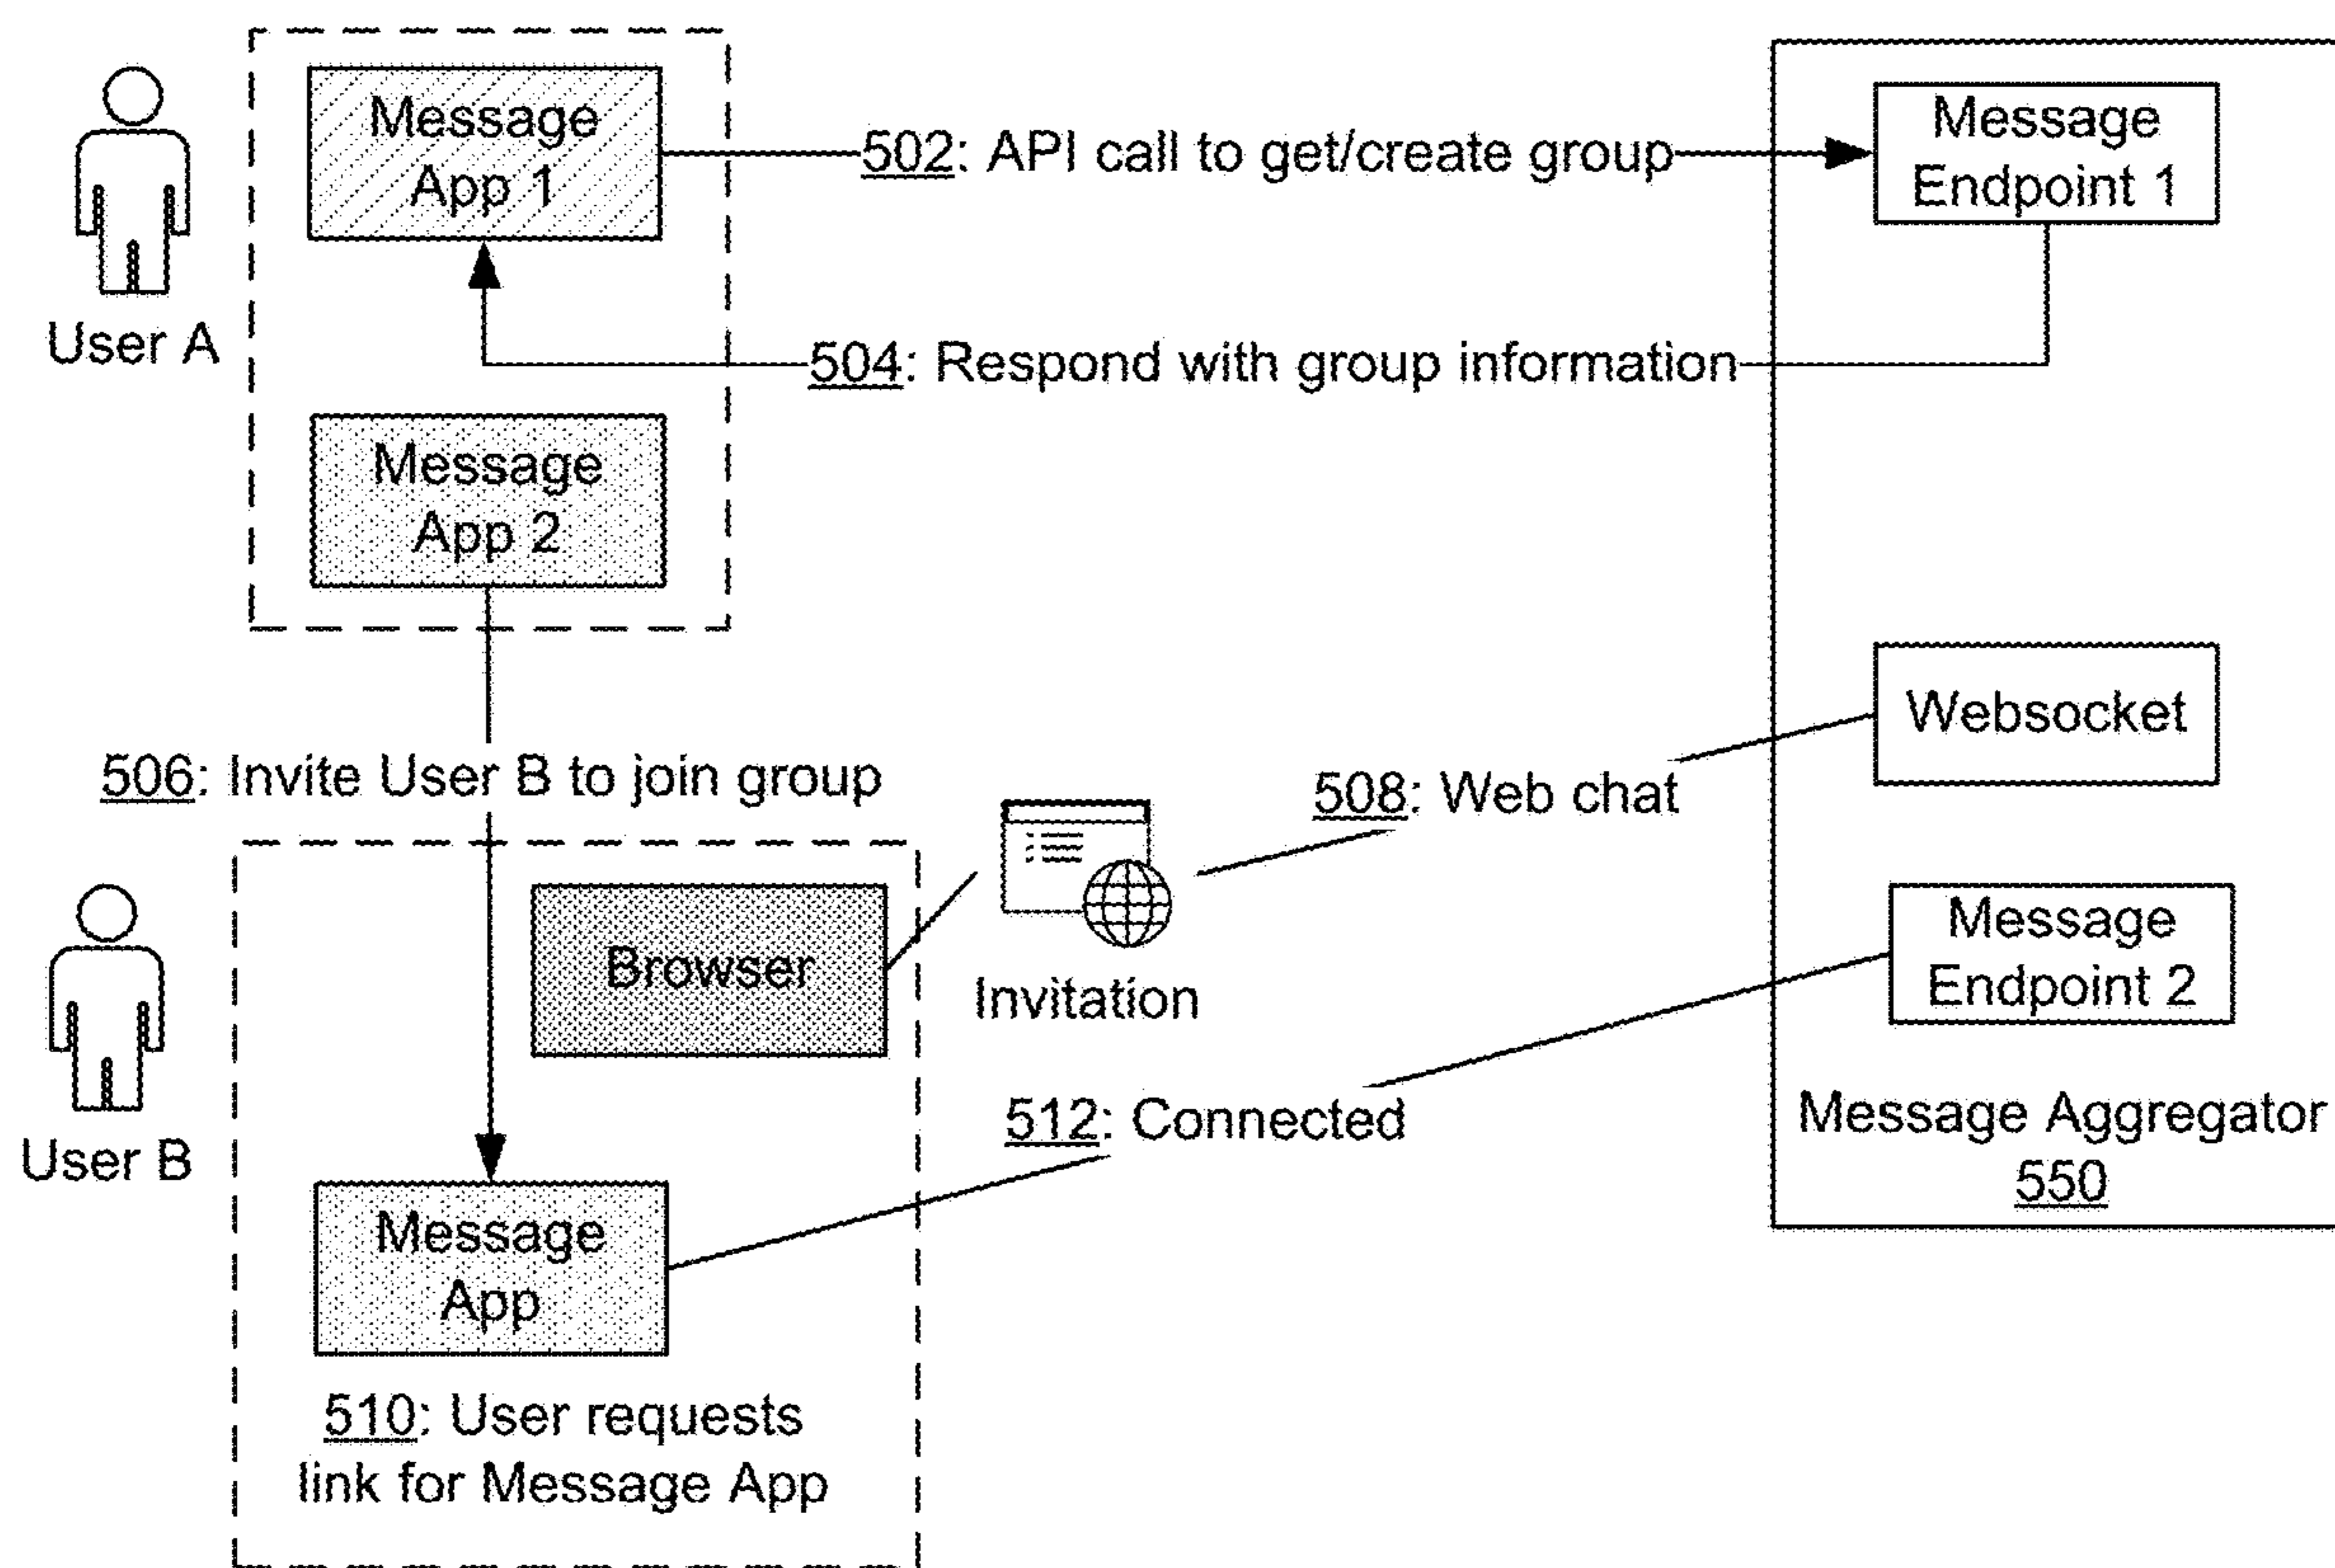 Message
App 1
502: API call to get/create group
Message
Endpoint 1
User A
504: Respond with group information
Message
App 2
Websocket
506: Invite User B to join group
508: Web chat
Browser
Invitation
Message
Endpoint 2
User B
512: Connected
Message Aggregator
550
Message
App
510: User requests
link for Message App